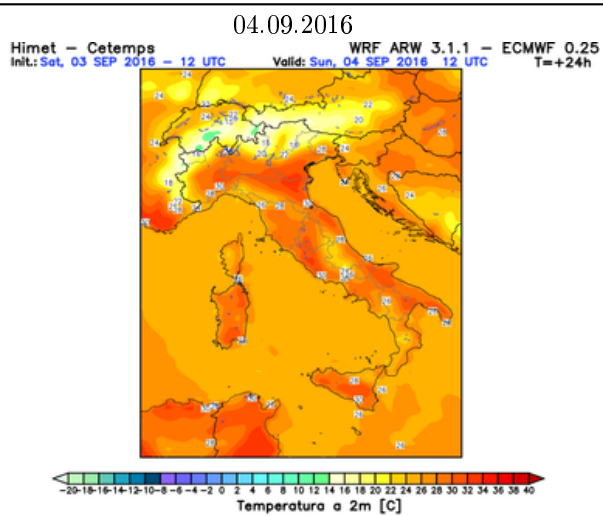 04.09.2016
Himet − Cetemps WRF ARW 3.1.1 − ECMWF 0.25
Init.: Sat, 03 SEP 2016 − 12 UTC Valid: Sun, 04 SEP 2016 12 UTC T=+24h
−20−18−16−14−12−10−8 −6 −4 −2 0 2 4 6 8 10 12 14 16 18 20 22 24 26 28 30 32 34 36 38 40
Temperatura a 2m [C]